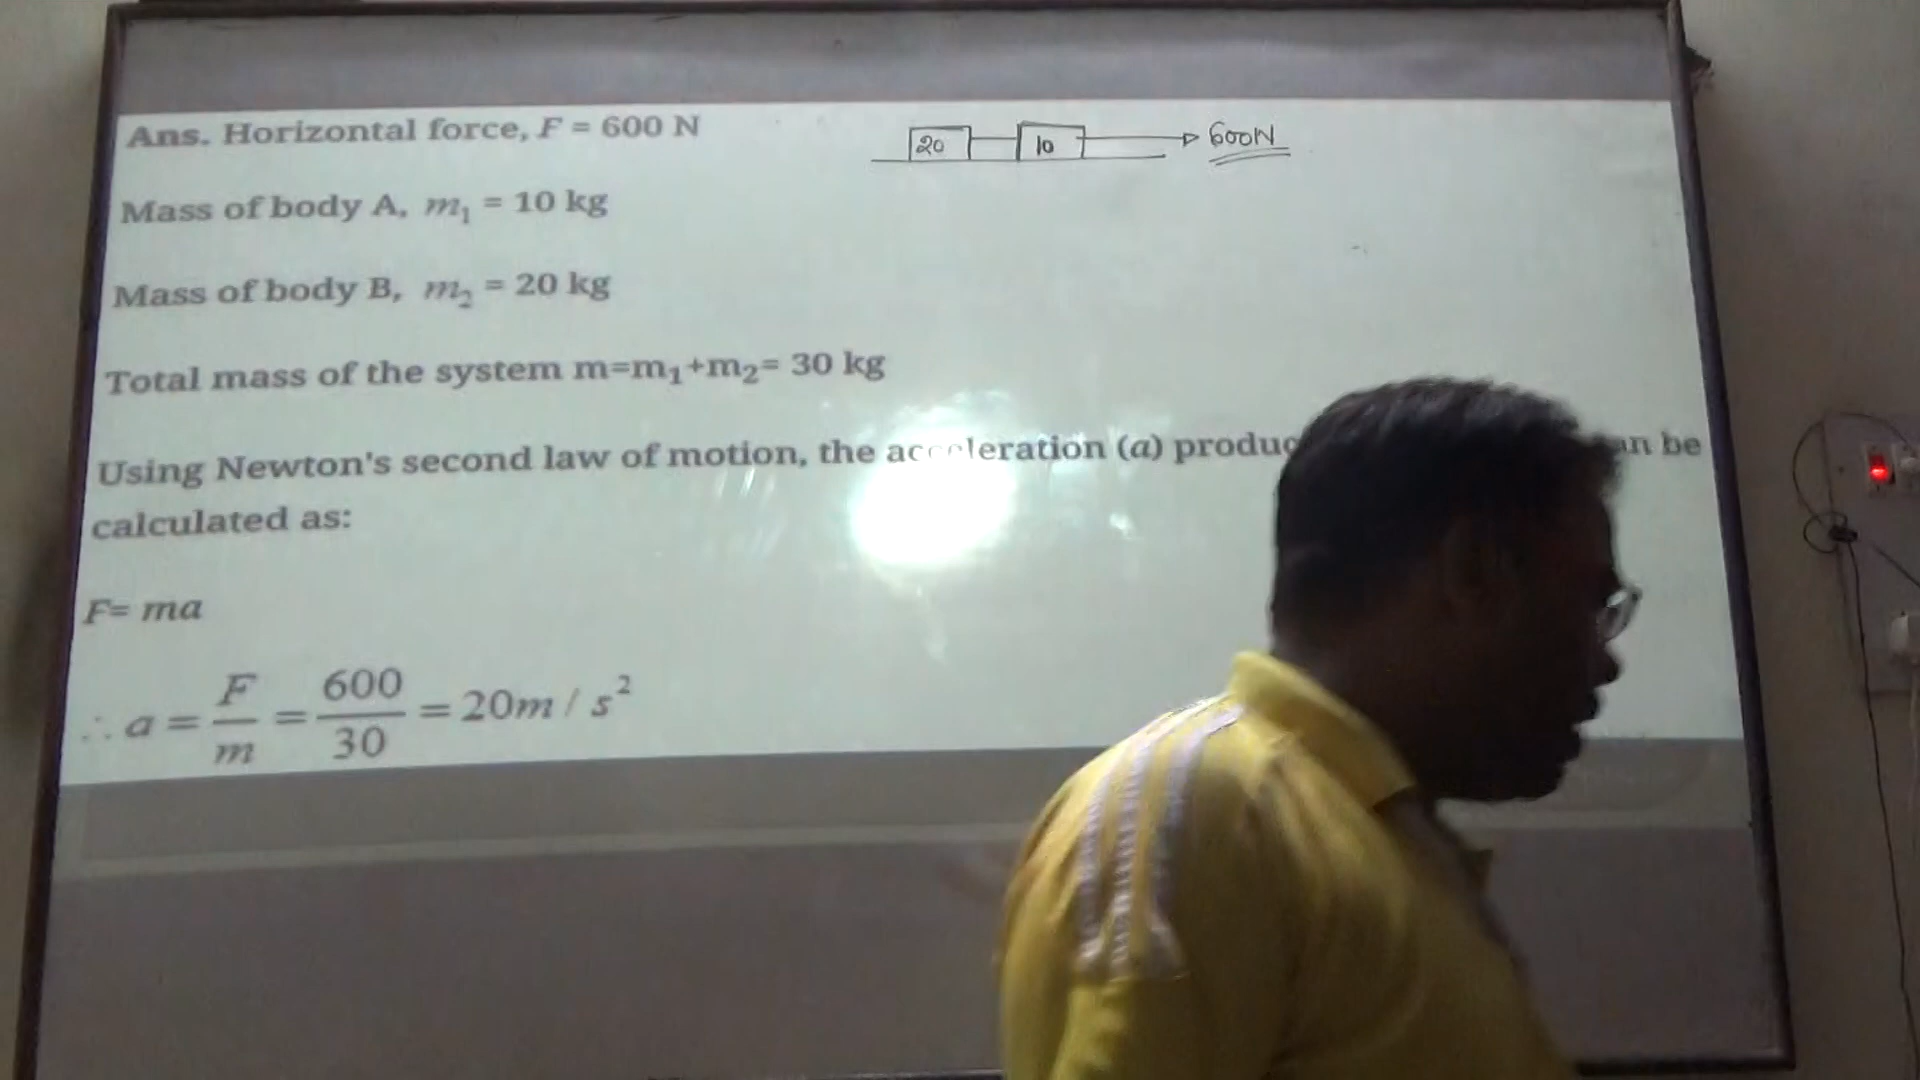 Ans. Horizontal force, F = 600 N
20 10 600N
Mass of body A, m₁ = 10 kg
Mass of body B, m₂ = 20 kg
Total mass of the system m=m₁+m₂= 30 kg
Using Newton's second law of motion, the acceleration (a) be
calculated as:
F= ma
∴ a = F/m = 600/30 = 20m / s²